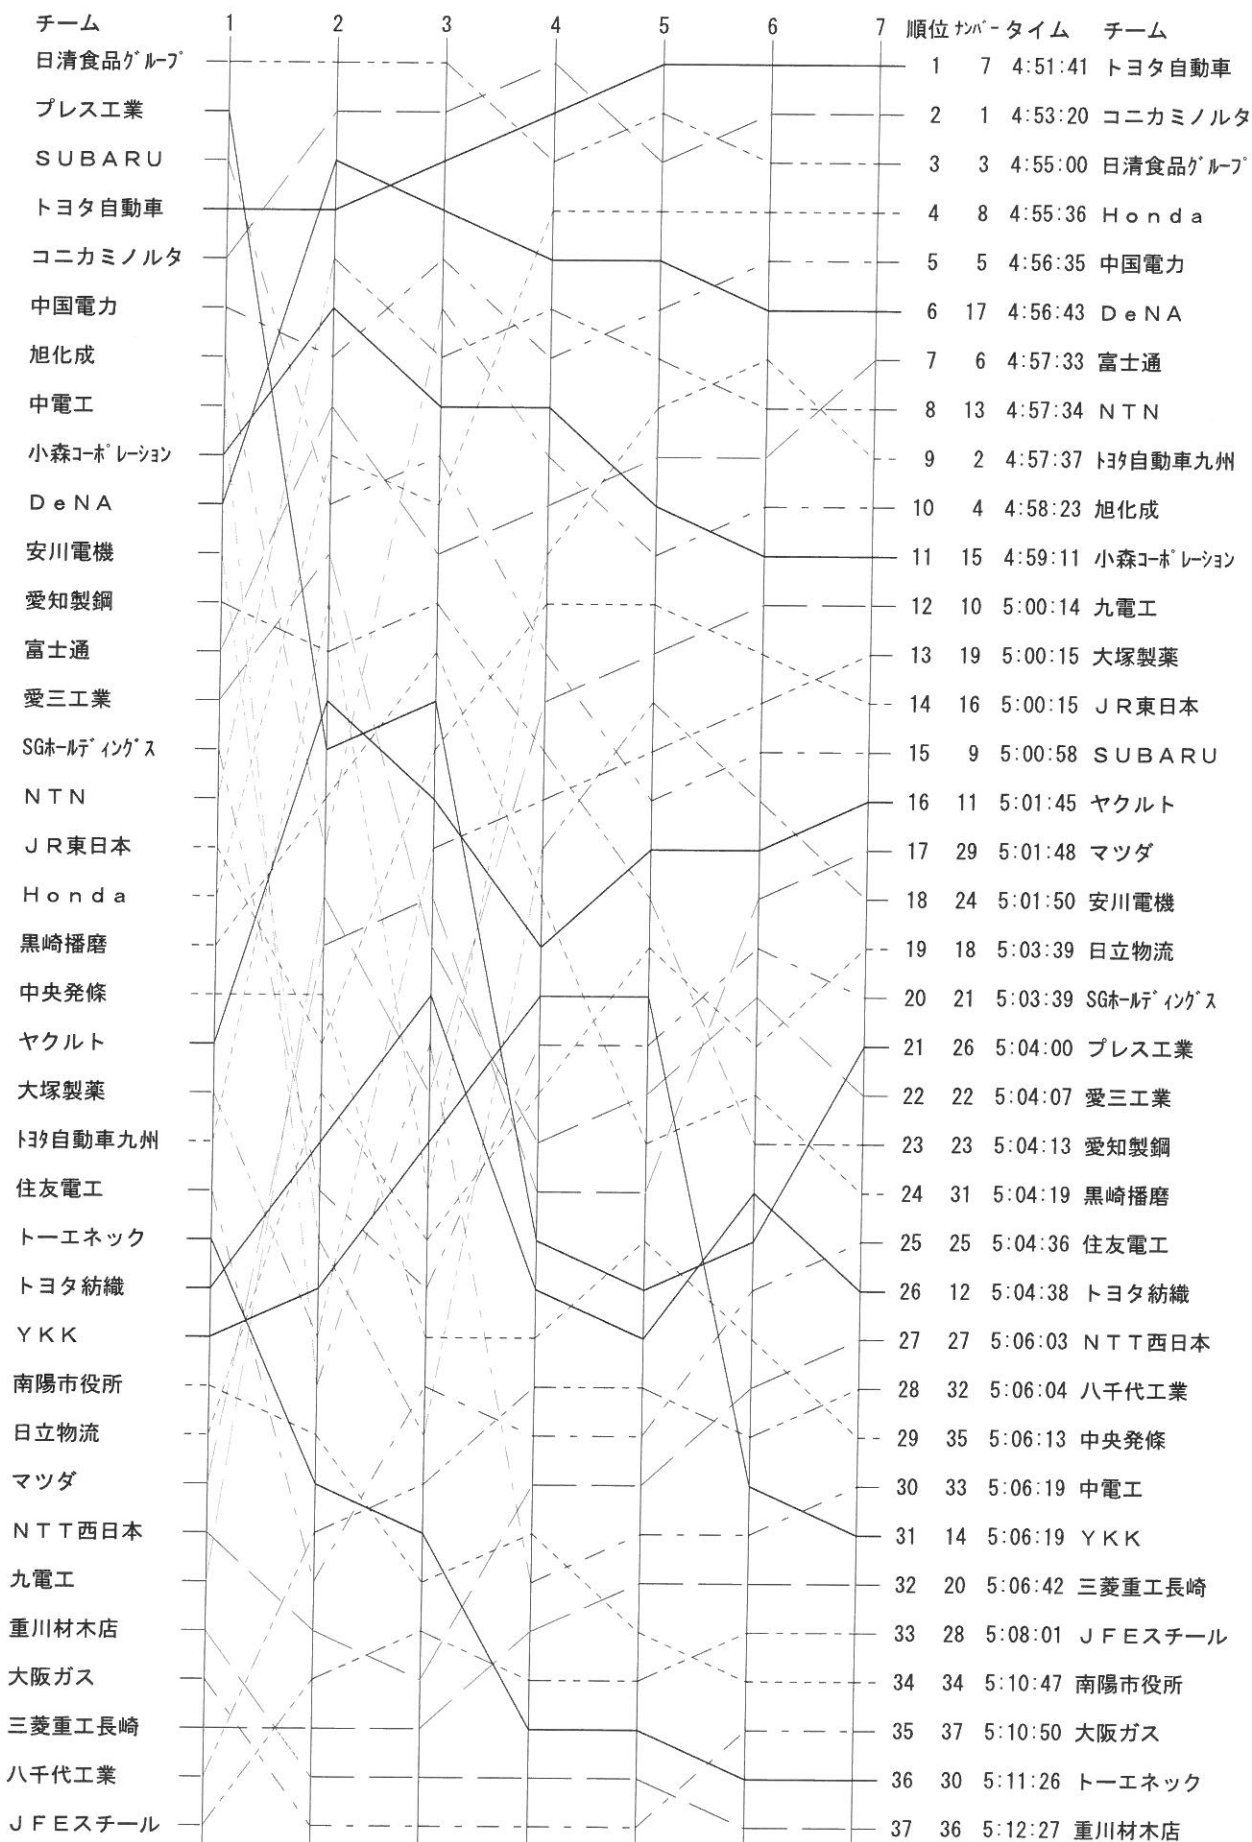 チーム 1 2 3 4 5 6 7 順位 ナンバー タイム チーム
日清食品グループ 1 7 4:51:41 トヨタ自動車
プレス工業 2 1 4:53:20 コニカミノルタ
SUBARU 3 3 4:55:00 日清食品グループ
トヨタ自動車 4 8 4:55:36 Honda
コニカミノルタ 5 5 4:56:35 中国電力
中国電力 6 17 4:56:43 DeNA
旭化成 7 6 4:57:33 富士通
中電工 8 13 4:57:34 NTN
小森コーポレーション 9 2 4:57:37 トヨタ自動車九州
DeNA 10 4 4:58:23 旭化成
安川電機 11 15 4:59:11 小森コーポレーション
愛知製鋼 12 10 5:00:14 九電工
富士通 13 19 5:00:15 大塚製薬
愛三工業 14 16 5:00:15 JR東日本
SGホールディングス 15 9 5:00:58 SUBARU
NTN 16 11 5:01:45 ヤクルト
JR東日本 17 29 5:01:48 マツダ
Honda 18 24 5:01:50 安川電機
黒崎播磨 19 18 5:03:39 日立物流
中央発條 20 21 5:03:39 SGホールディングス
ヤクルト 21 26 5:04:00 プレス工業
大塚製薬 22 22 5:04:07 愛三工業
トヨタ自動車九州 23 23 5:04:13 愛知製鋼
住友電工 24 31 5:04:19 黒崎播磨
トーエネック 25 25 5:04:36 住友電工
トヨタ紡織 26 12 5:04:38 トヨタ紡織
YKK 27 27 5:06:03 NTT西日本
南陽市役所 28 32 5:06:04 八千代工業
日立物流 29 35 5:06:13 中央発條
マツダ 30 33 5:06:19 中電工
NTT西日本 31 14 5:06:19 YKK
九電工 32 20 5:06:42 三菱重工長崎
重川材木店 33 28 5:08:01 JFEスチール
大阪ガス 34 34 5:10:47 南陽市役所
三菱重工長崎 35 37 5:10:50 大阪ガス
八千代工業 36 30 5:11:26 トーエネック
JFEスチール 37 36 5:12:27 重川材木店